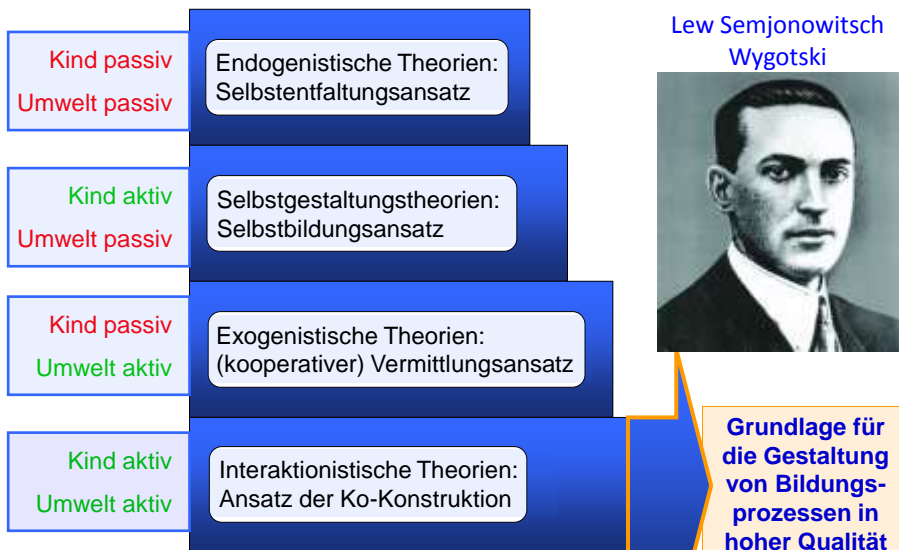 Lew Semjonowitsch
Wygotski
Kind passiv
Umwelt passiv
Endogenistische Theorien:
Selbstentfaltungsansatz
Kind aktiv
Umwelt passiv
Selbstgestaltungstheorien:
Selbstbildungsansatz
Kind passiv
Umwelt aktiv
Exogenistische Theorien:
(kooperativer) Vermittlungsansatz
Kind aktiv
Umwelt aktiv
Interaktionistische Theorien:
Ansatz der Ko-Konstruktion
Grundlage für
die Gestaltung
von Bildungs-
prozessen in
hoher Qualität